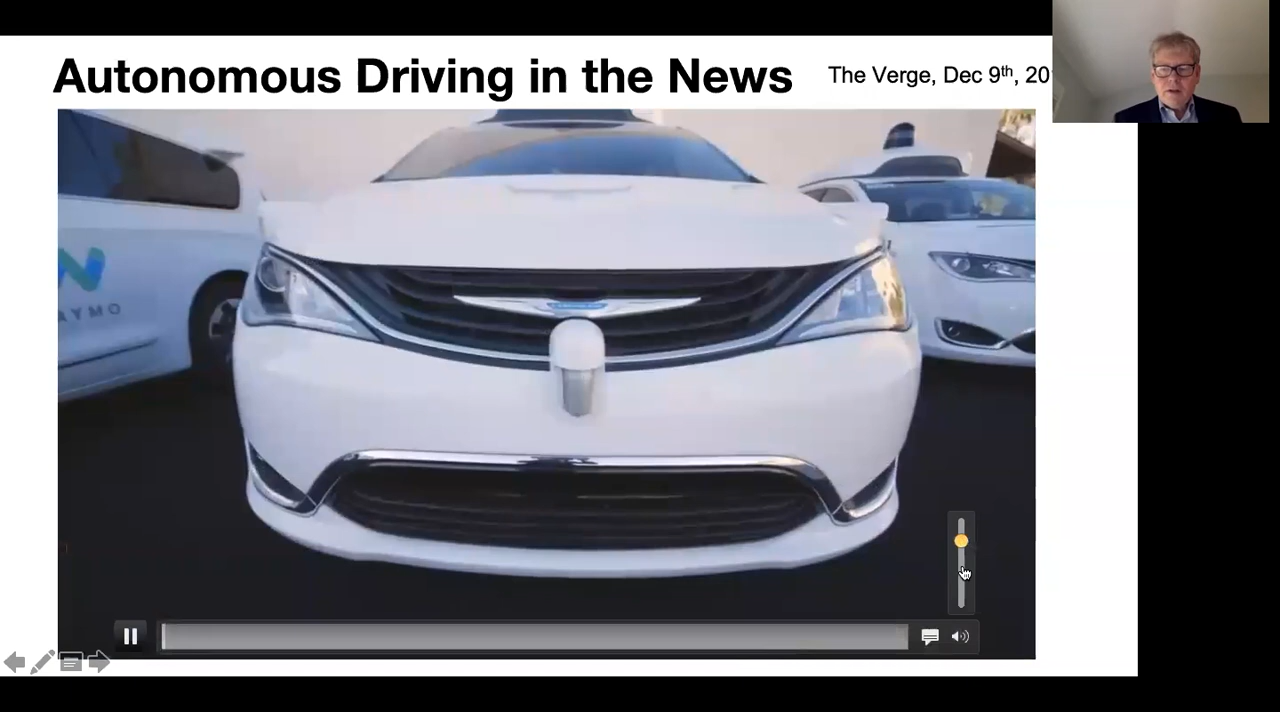 Autonomous Driving in the News
The Verge, Dec 9th, 20
AYMO